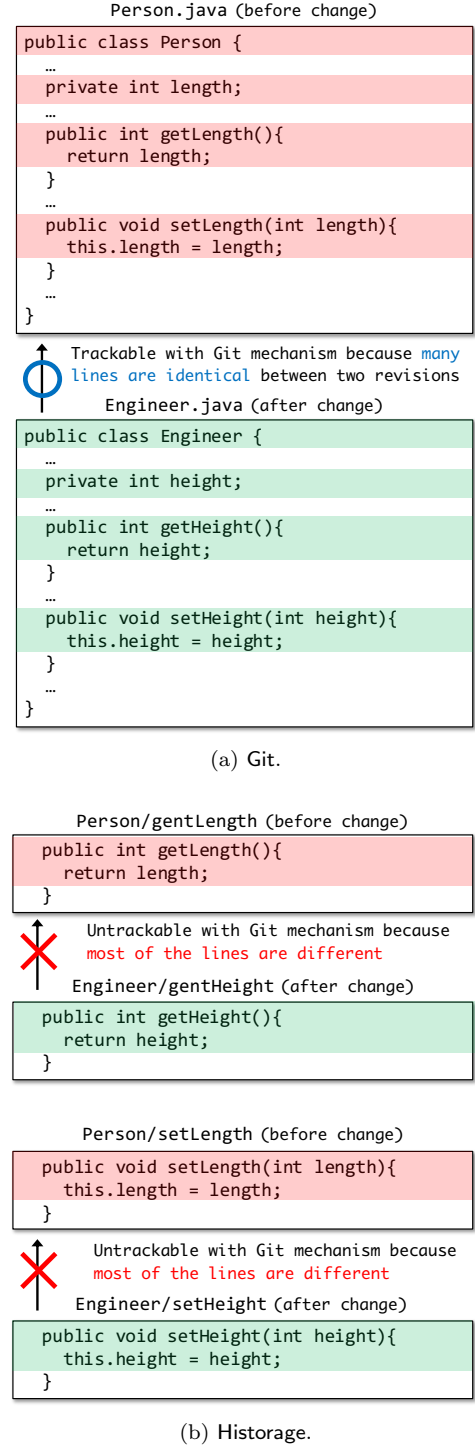 Person.java (before change)
public class Person {
…
private int length;
…
public int getLength(){
return length;
}
…
public void setLength(int length){
this.length = length;
}
…
}
Trackable with Git mechanism because many
lines are identical between two revisions
Engineer.java (after change)
public class Engineer {
…
private int height;
…
public int getHeight(){
return height;
}
…
public void setHeight(int height){
this.height = height;
}
…
}
(a) Git.
Person/gentLength (before change)
public int getLength(){
return length;
}
Untrackable with Git mechanism because
most of the lines are different
Engineer/gentHeight (after change)
public int getHeight(){
return height;
}
Person/setLength (before change)
public void setLength(int length){
this.length = length;
}
Untrackable with Git mechanism because
most of the lines are different
Engineer/setHeight (after change)
public void setHeight(int height){
this.height = height;
}
(b) Historage.